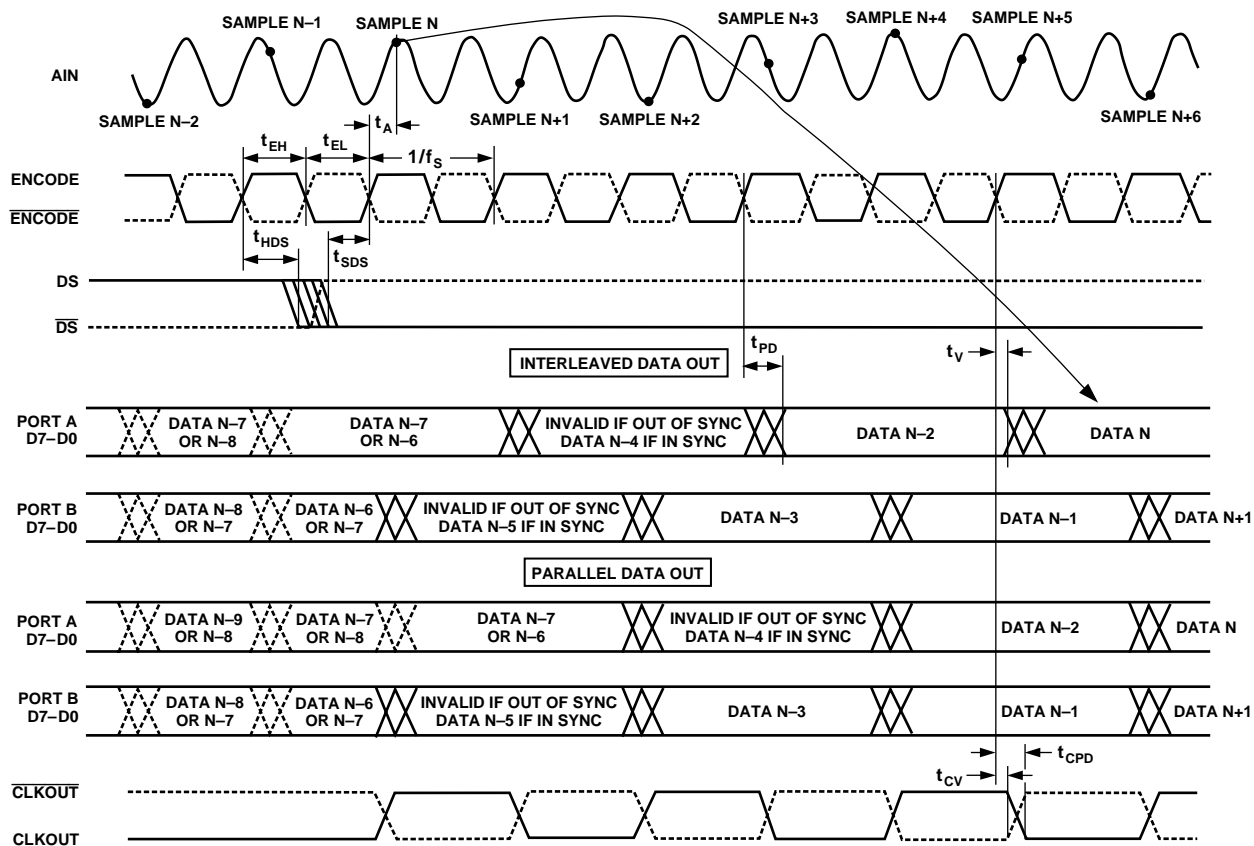 SAMPLE N–1
SAMPLE N
SAMPLE N+3
SAMPLE N+4
SAMPLE N+5
AIN
SAMPLE N–2
tA
SAMPLE N+1
SAMPLE N+2
SAMPLE N+6
tEH
tEL
1/fS
ENCODE
ENCODE
tHDS
tSDS
DS
DS
tPD
tV
INTERLEAVED DATA OUT
PORT A
D7–D0
DATA N–7
OR N–8
DATA N–7
OR N–6
INVALID IF OUT OF SYNC
DATA N–4 IF IN SYNC
DATA N–2
DATA N
PORT B
D7–D0
DATA N–8
OR N–7
DATA N–6
OR N–7
INVALID IF OUT OF SYNC
DATA N–5 IF IN SYNC
DATA N–3
DATA N–1
DATA N+1
PARALLEL DATA OUT
PORT A
D7–D0
DATA N–9
OR N–8
DATA N–7
OR N–8
DATA N–7
OR N–6
INVALID IF OUT OF SYNC
DATA N–4 IF IN SYNC
DATA N–2
DATA N
PORT B
D7–D0
DATA N–8
OR N–7
DATA N–6
OR N–7
INVALID IF OUT OF SYNC
DATA N–5 IF IN SYNC
DATA N–3
DATA N–1
DATA N+1
tCPD
tCV
CLKOUT
CLKOUT